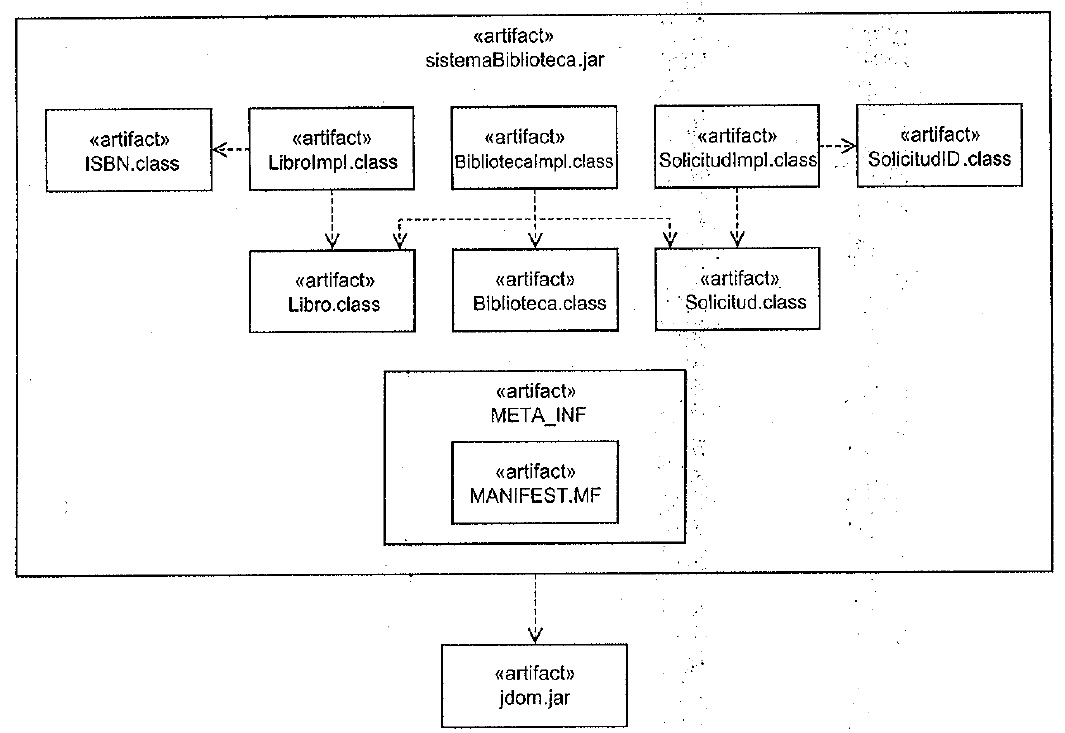 «artifact»
sistemaBiblioteca.jar
«artifact»
ISBN.class
«artifact»
LibroImpl.class
«artifact»
BibliotecaImpl.class
«artifact»
SolicitudImpl.class
«artifact»
SolicitudID.class
«artifact»
Libro.class
«artifact»
Biblioteca.class
«artifact»
Solicitud.class
«artifact»
META_INF
«artifact»
MANIFEST.MF
«artifact»
jdom.jar